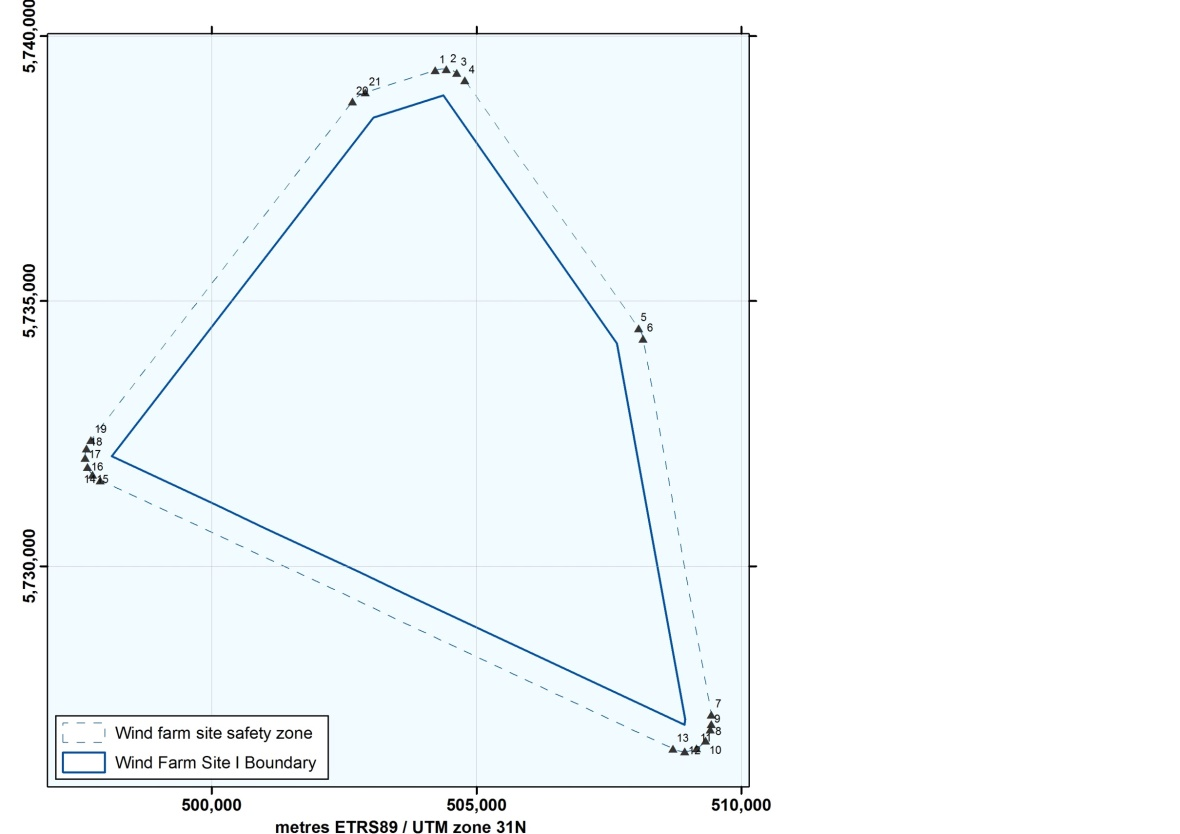 5,740,000
1 2 3 4
20 21
5,735,000
5
6
19
18
17
16
14 15
5,730,000
7
9
8
13 12 11 10
Wind farm site safety zone
Wind Farm Site I Boundary
500,000 505,000 510,000
metres ETRS89 / UTM zone 31N